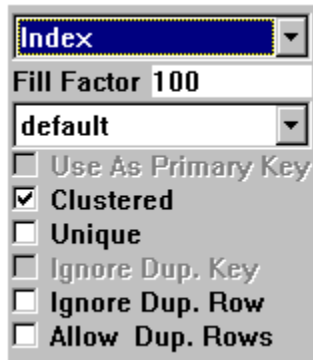 Index
Fill Factor 100
default
Use As Primary Key
Clustered
Unique
Ignore Dup. Key
Ignore Dup. Row
Allow Dup. Rows